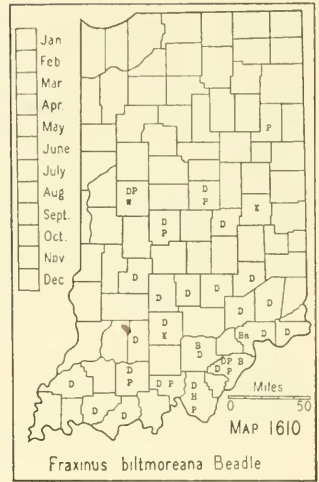 Jan
Feb
Mar
Apr.
May
June
July
Aug
Sept.
Oct.
Nov
Dec
P
DP D
W P
K
D D
P
D D
D D D D
D
K
D B Ba D D
D
DP B
D P
D D D P D
P H
D D D P
Miles
0 50
MAP 1610
Fraxinus biltmoreana Beadle